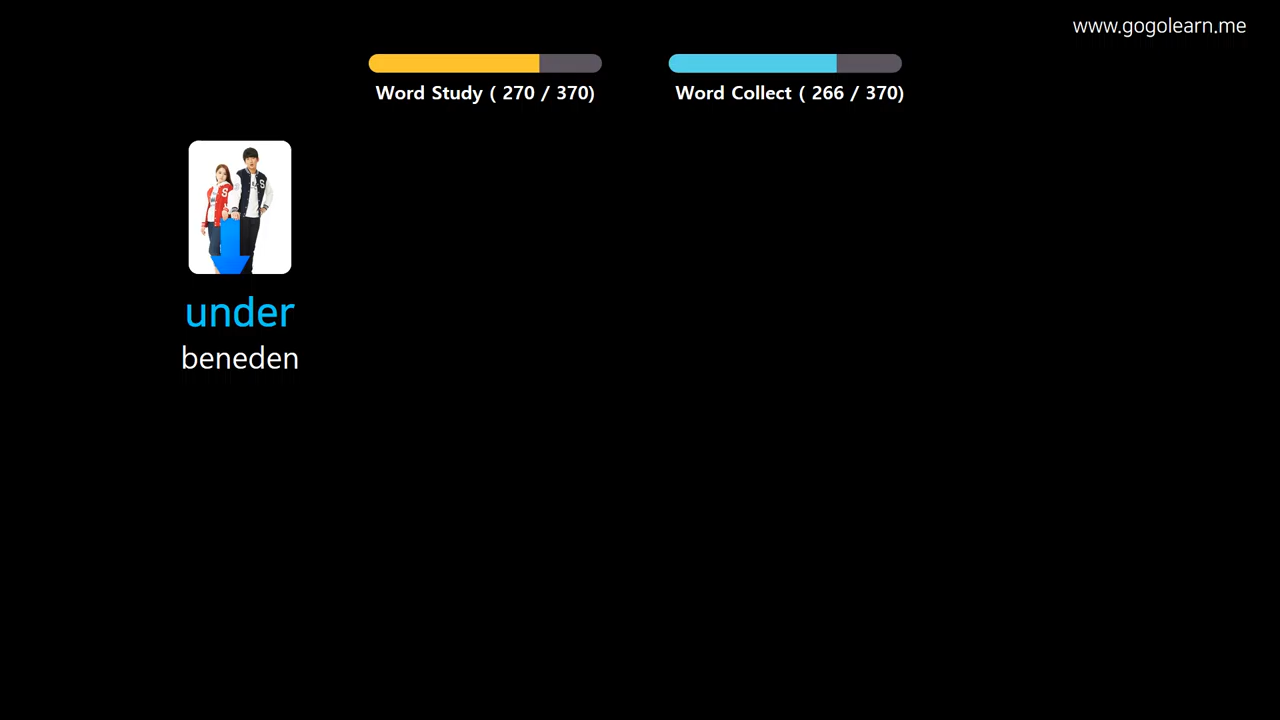 www.gogolearn.me
Word Study ( 270 / 370)
Word Collect ( 266 / 370)
S
S
under
beneden